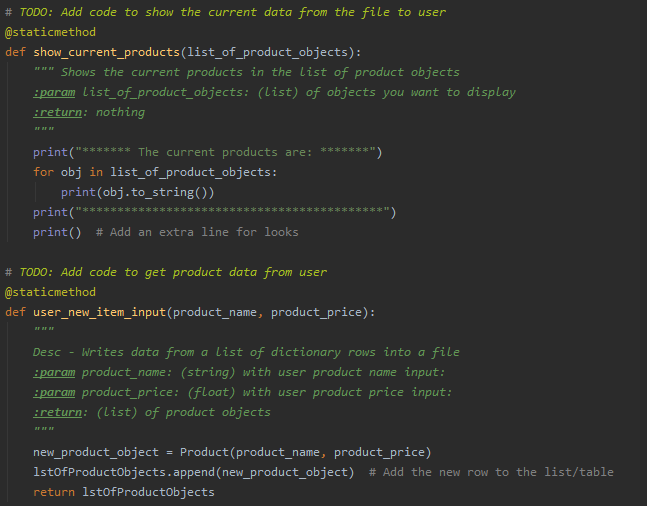 # TODO: Add code to show the current data from the file to user
@staticmethod
def show_current_products(list_of_product_objects):
""" Shows the current products in the list of product objects
:param list_of_product_objects: (list) of objects you want to display
:return: nothing
"""
print("******* The current products are: *******")
for obj in list_of_product_objects:
print(obj.to_string())
print("*******************************************")
print()  # Add an extra line for looks
# TODO: Add code to get product data from user
@staticmethod
def user_new_item_input(product_name, product_price):
"""
Desc - Writes data from a list of dictionary rows into a file
:param product_name: (string) with user product name input:
:param product_price: (float) with user product price input:
:return: (list) of product objects
"""
new_product_object = Product(product_name, product_price)
lstOfProductObjects.append(new_product_object)  # Add the new row to the list/table
return lstOfProductObjects